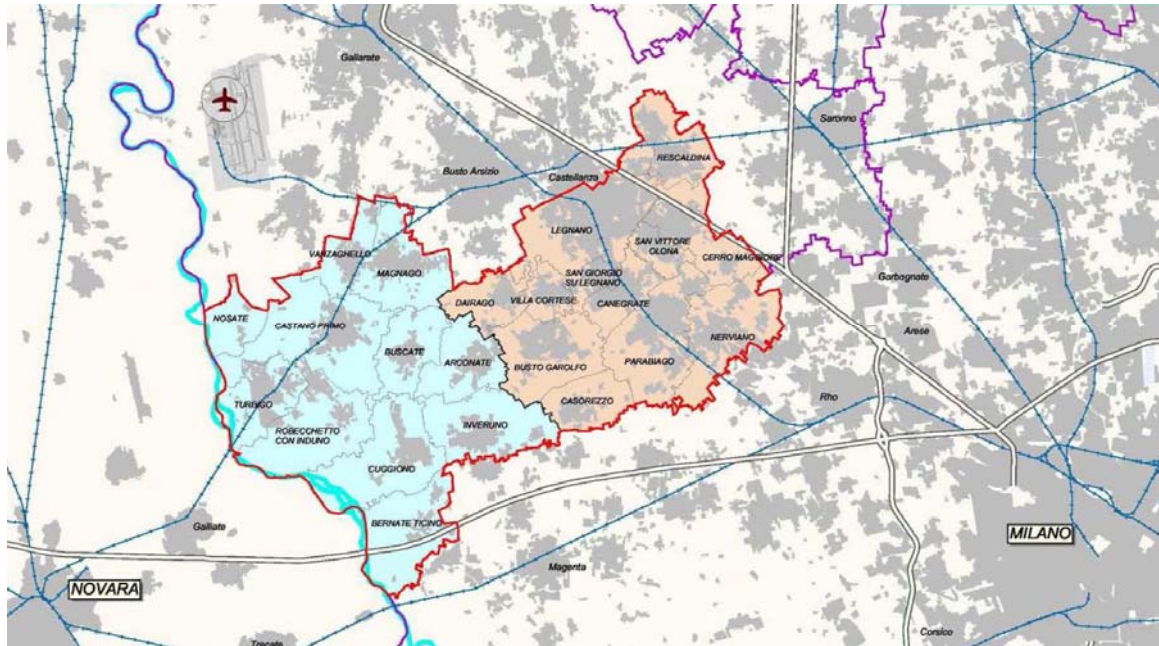 Gallarate
Saronno
RESCALDINA
Busto Arsizio
Castellanza
LEGNANO
SAN VITTORE
OLONA
CERRO MAGGIORE
VANZAGHELLO
MAGNAGO
SAN GIORGIO
SU LEGNANO
Garbagnate
DAIRAGO
VILLA CORTESE
CANEGRATE
NOSATE
CASTANO PRIMO
NERVIANO
Arese
BUSCATE
ARCONATE
BUSTO GAROLFO
PARABIAGO
Rho
TURBIGO
CASOREZZO
ROBECCHETTO
CON INDUNO
INVERUNO
CUGGIONO
Galliate
BERNATE TICINO
MILANO
Magenta
NOVARA
Corsico
Trecate